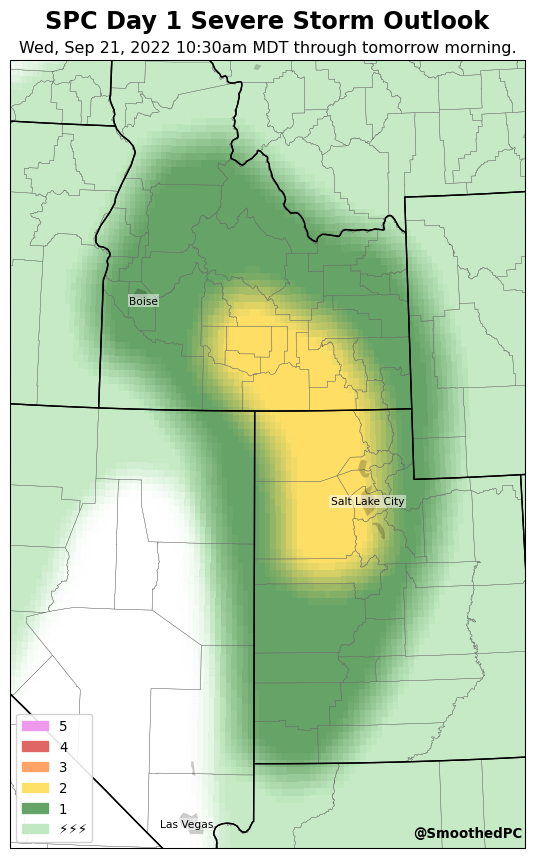 SPC Day 1 Severe Storm Outlook
Wed, Sep 21, 2022 10:30am MDT through tomorrow morning.
Boise
Salt Lake City
5
4
3
2
1
⚡⚡⚡
Las Vegas
@SmoothedPC